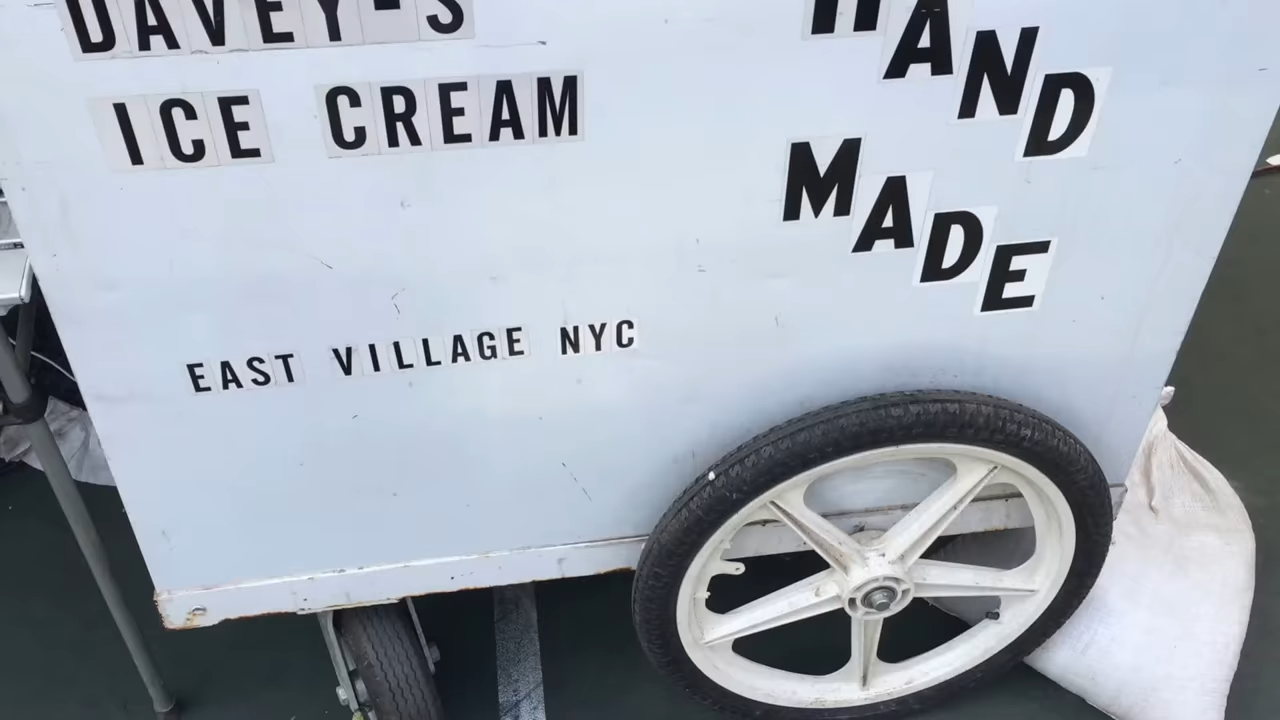 DAVEY-S
ICE CREAM
EAST VILLAGE NYC
HAND
MADE